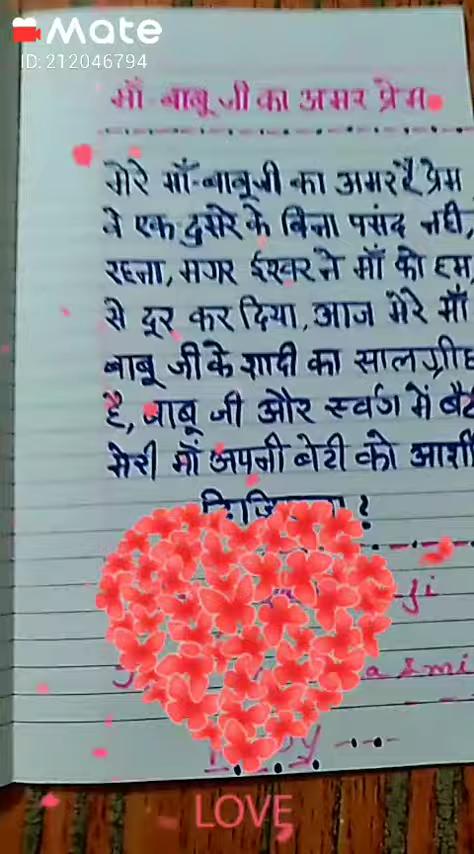 Mate
ID: 212046794
माँ-बाबू जी का अमर प्रेम
मेरे माँ-बाबूजी का अमर है प्रेम
वे एक दुसरे के बिना पसंद नहीं,
रहना, मगर ईश्वर ने माँ को हम
से दूर कर दिया, आज मेरे माँ
बाबू जी के शादी का सालग्रीह
है, बाबू जी और स्वर्ग में बैठ
मेरी माँ अपनी बेटी को आशी
LOVE